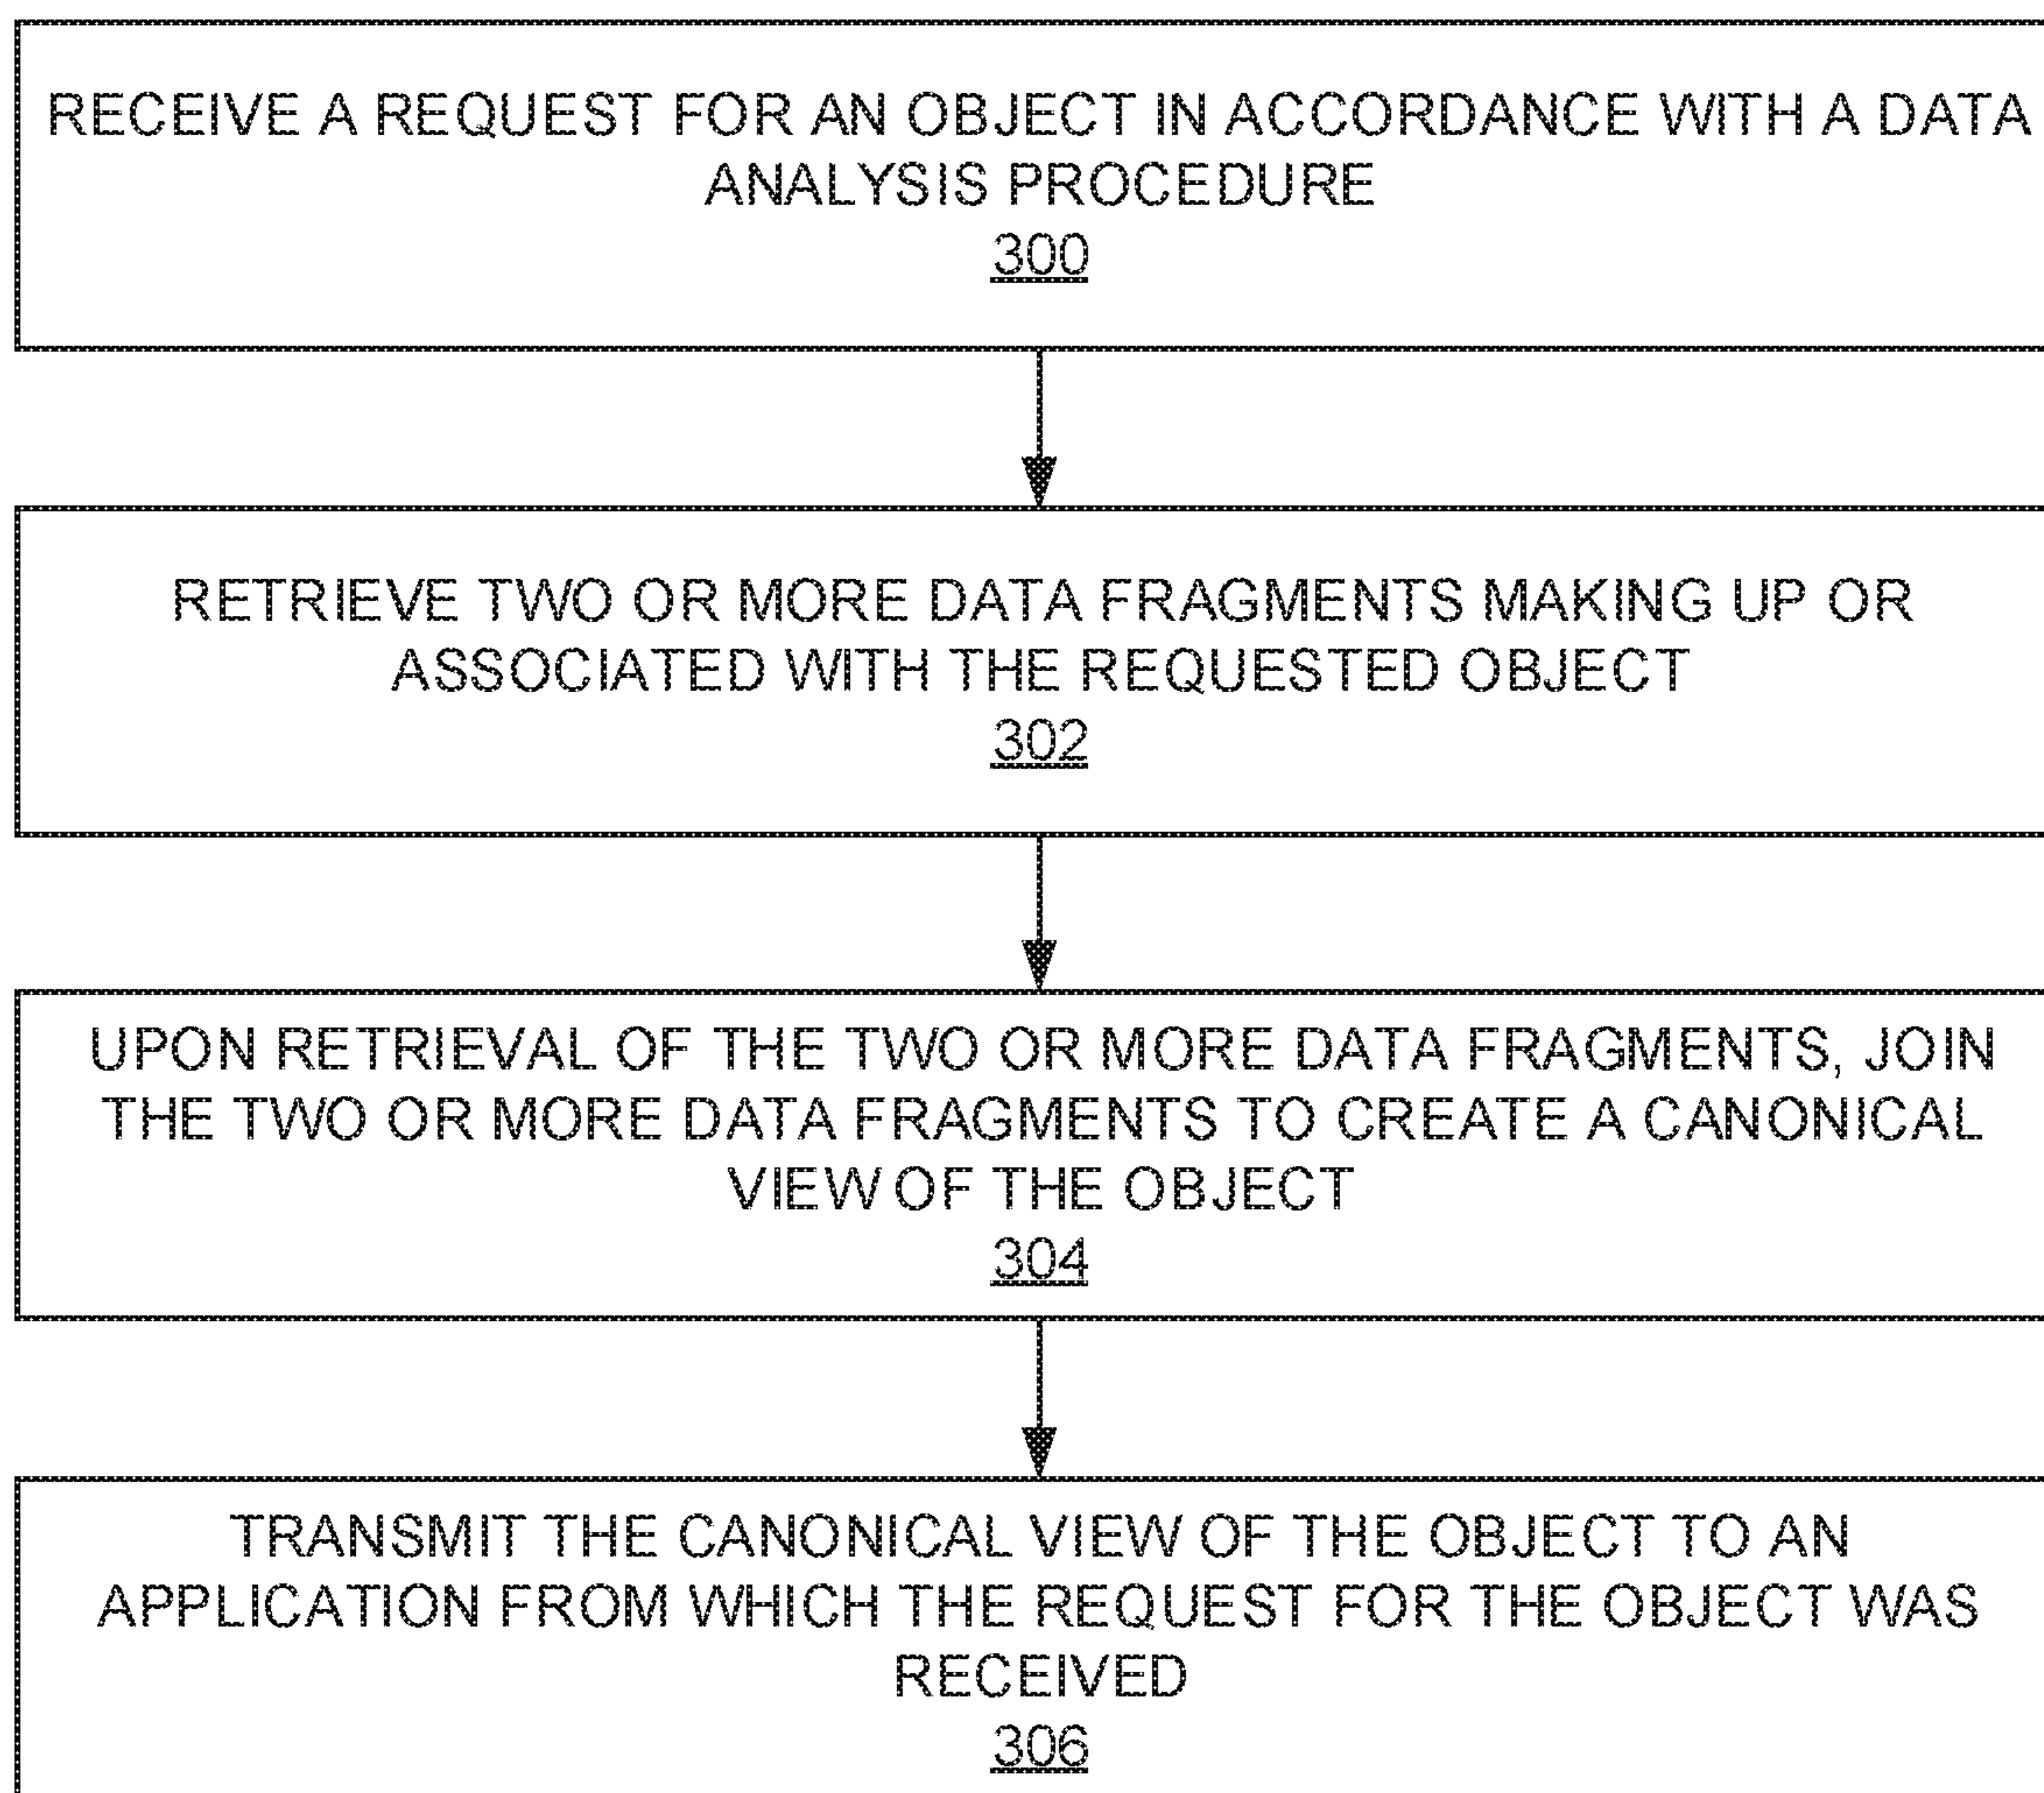 RECEIVE A REQUEST FOR AN OBJECT IN ACCORDANCE WITH A DATA
ANALYSIS PROCEDURE
300
RETRIEVE TWO OR MORE DATA FRAGMENTS MAKING UP OR
ASSOCIATED WITH THE REQUESTED OBJECT
302
UPON RETRIEVAL OF THE TWO OR MORE DATA FRAGMENTS, JOIN
THE TWO OR MORE DATA FRAGMENTS TO CREATE A CANONICAL
VIEW OF THE OBJECT
304
TRANSMIT THE CANONICAL VIEW OF THE OBJECT TO AN
APPLICATION FROM WHICH THE REQUEST FOR THE OBJECT WAS
RECEIVED
306